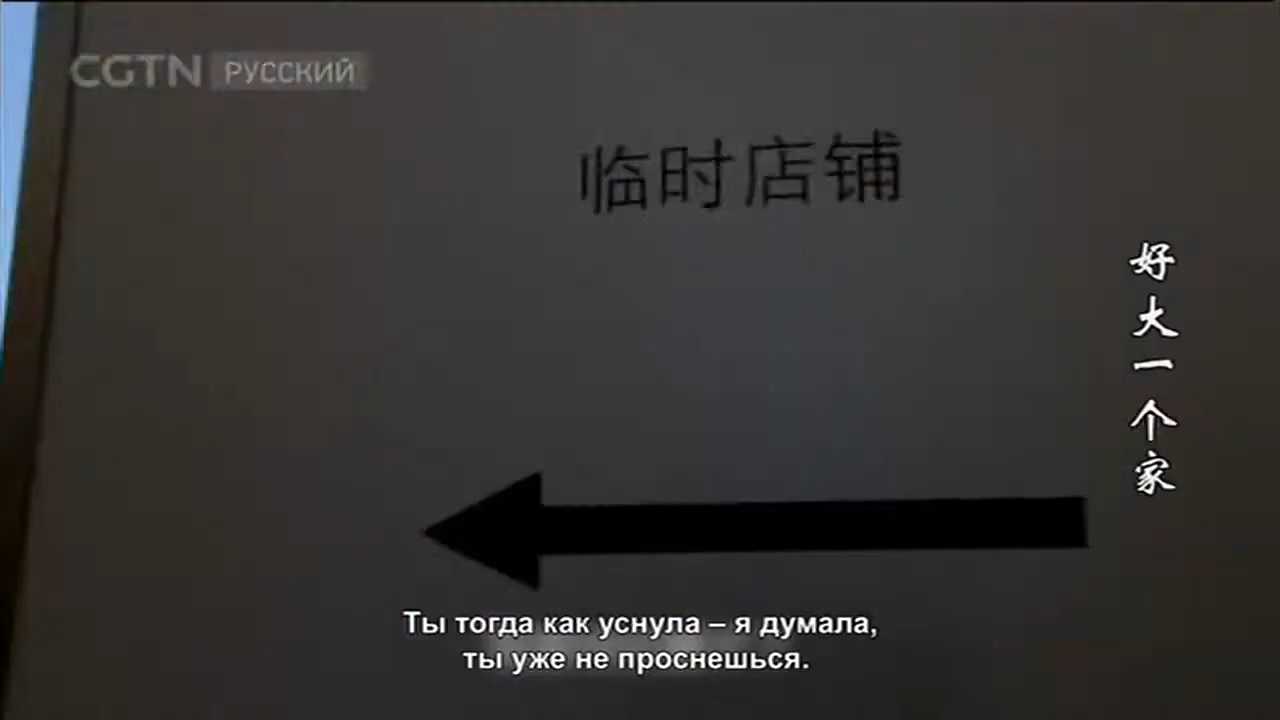 CGTN РУССКИЙ
临时店铺
好大一个家
Ты тогда как уснула – я думала,
ты уже не проснешься.